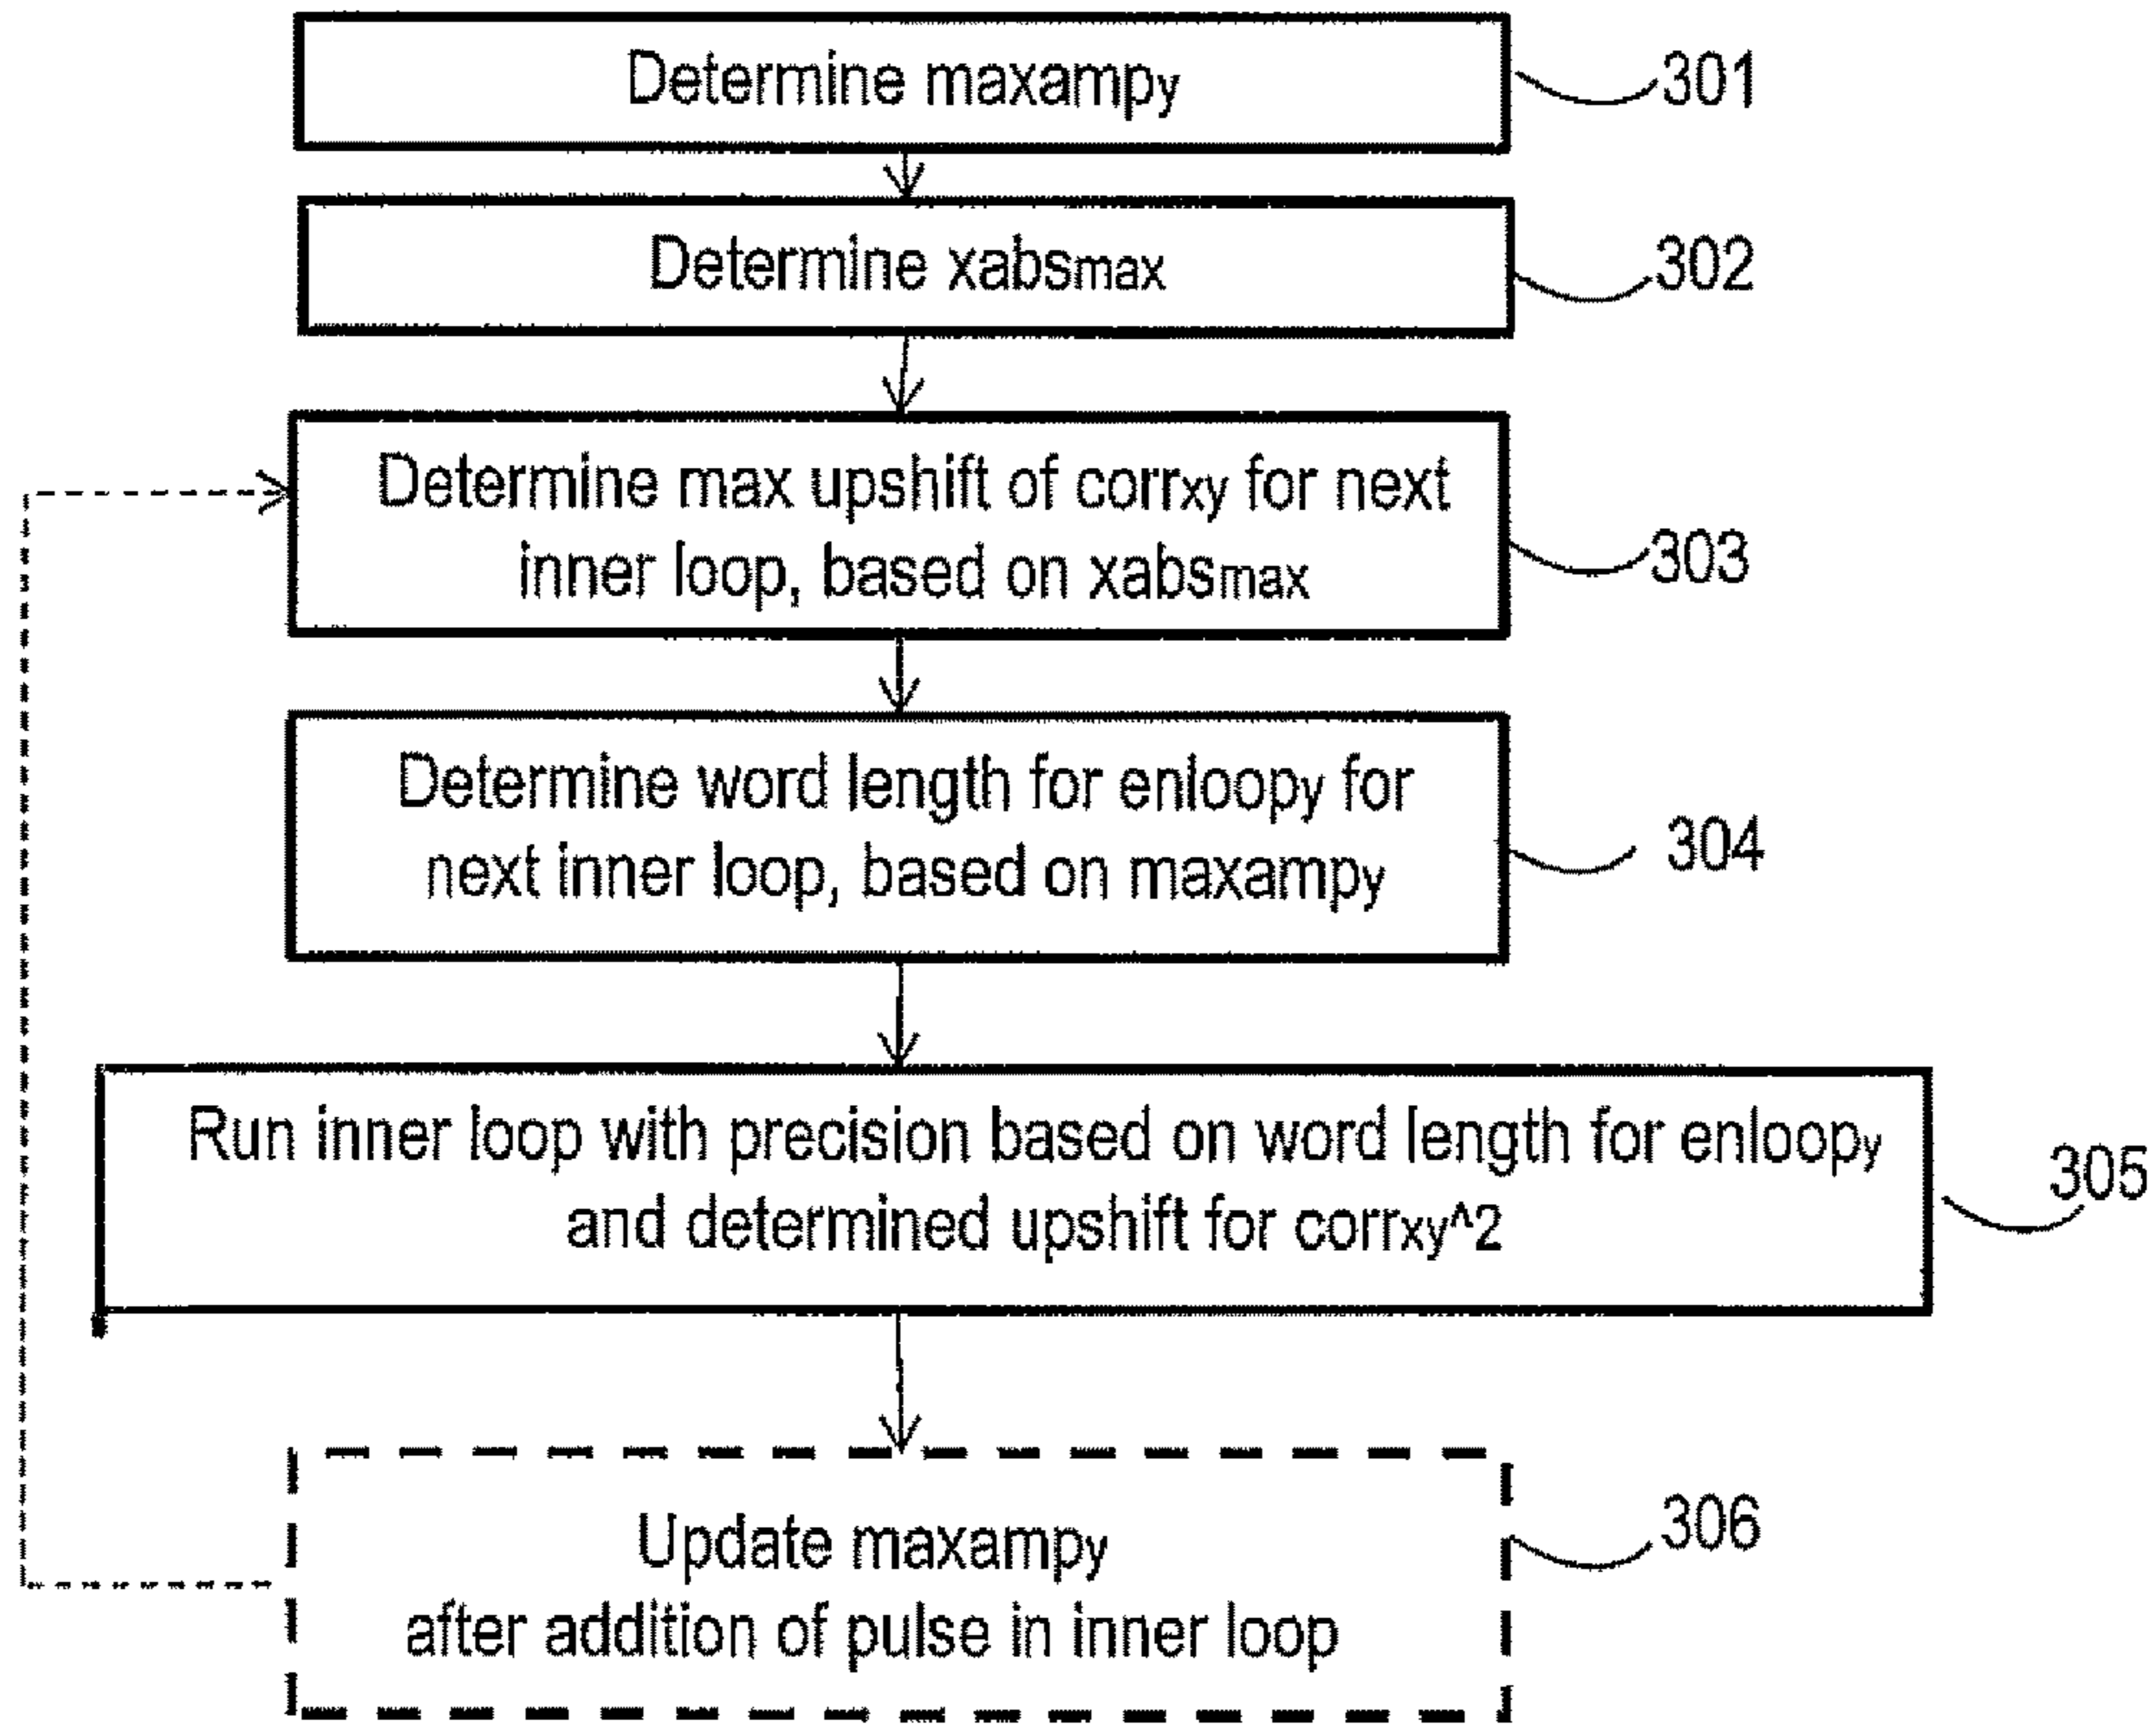 Determine maxampy
301
Determine xabsmax
302
Determine max upshift of corrxy for next
inner loop, based on xabsmax
303
Determine word length for enloopy for
next inner loop, based on maxampy
304
Run inner loop with precision based on word length for enloopy
and determined upshift for corrxy^2
305
Update maxampy
after addition of pulse in inner loop
306